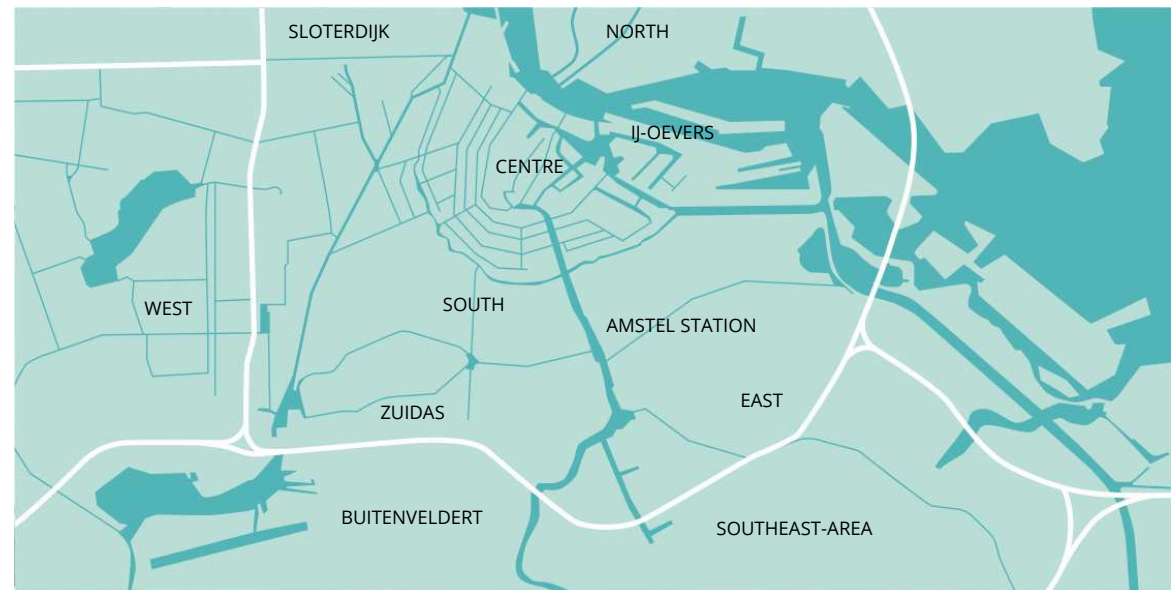 SLOTERDIJK
NORTH
IJ-OEVERS
CENTRE
WEST
SOUTH
AMSTEL STATION
EAST
ZUIDAS
BUITENVELDERT
SOUTHEAST-AREA